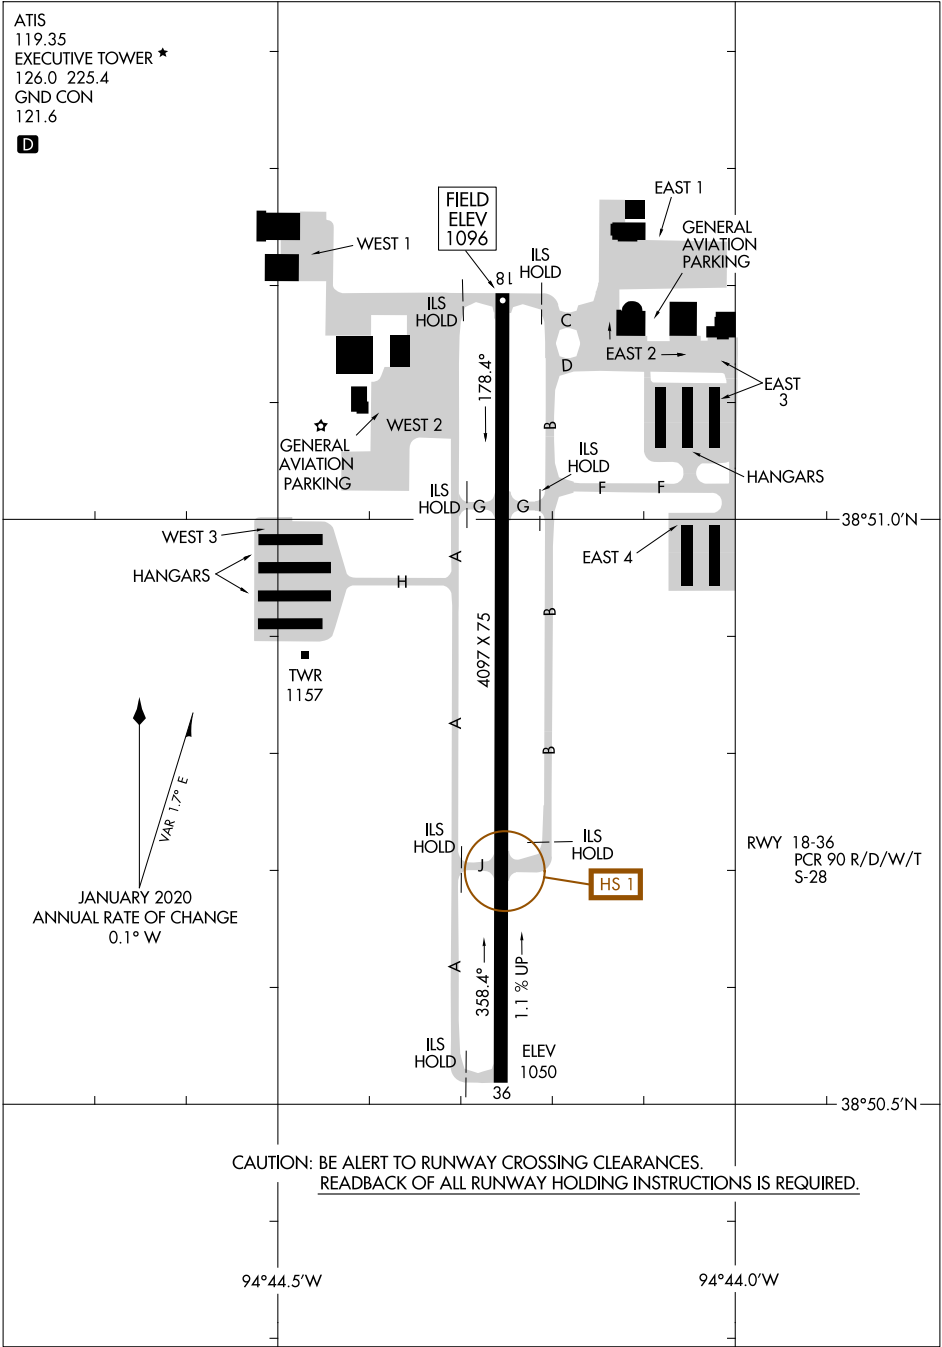 ATIS
119.35
EXECUTIVE TOWER ★
126.0 225.4
GND CON
121.6
D
FIELD
ELEV
1096
EAST 1
GENERAL
AVIATION
PARKING
WEST 1
ILS
HOLD
18
ILS
HOLD
C
D
EAST 2
EAST
3
178.4°
B
WEST 2
GENERAL
AVIATION
PARKING
ILS
HOLD
HANGARS
ILS
HOLD
G
G
F
F
38°51.0'N
WEST 3
HANGARS
A
H
EAST 4
B
4097 X 75
TWR
1157
A
B
VAR 1.7° E
JANUARY 2020
ANNUAL RATE OF CHANGE
0.1° W
ILS
HOLD
J
ILS
HOLD
HS 1
RWY 18-36
PCR 90 R/D/W/T
S-28
A
358.4°
1.1 % UP
ILS
HOLD
ELEV
1050
36
38°50.5'N
CAUTION: BE ALERT TO RUNWAY CROSSING CLEARANCES.
READBACK OF ALL RUNWAY HOLDING INSTRUCTIONS IS REQUIRED.
94°44.5'W
94°44.0'W